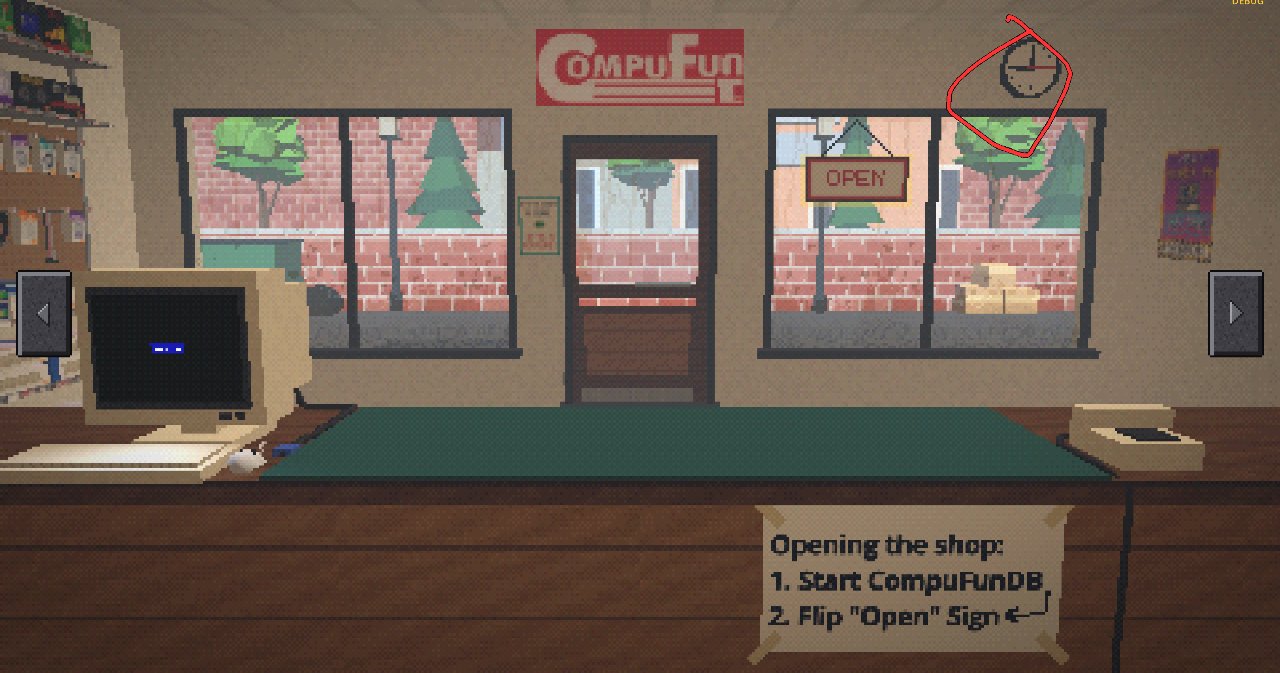 DEBUG
COMPUFUN
OPEN
Opening the shop:
1. Start CompuFunDB
2. Flip "Open" Sign